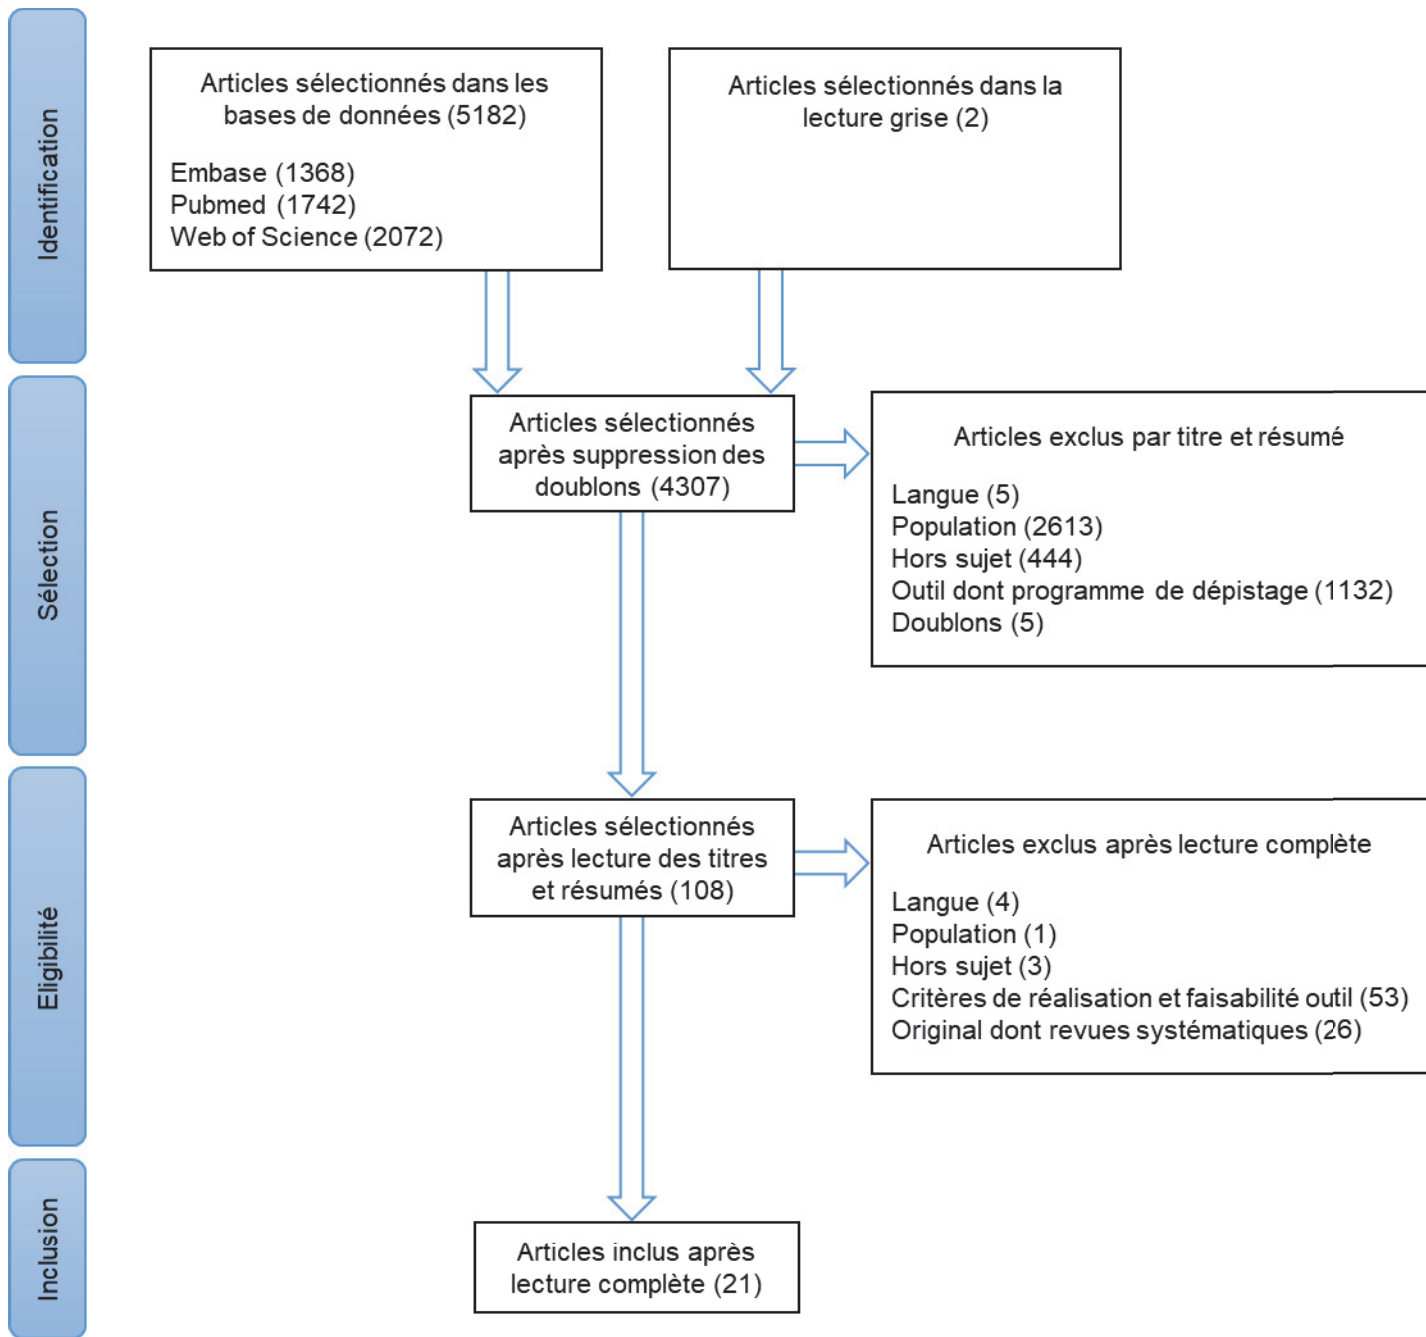 Identification
Articles sélectionnés dans les
bases de données (5182)
Embase (1368)
Pubmed (1742)
Web of Science (2072)
Articles sélectionnés dans la
lecture grise (2)
Sélection
Articles sélectionnés
après suppression des
doublons (4307)
Articles exclus par titre et résumé
Langue (5)
Population (2613)
Hors sujet (444)
Outil dont programme de dépistage (1132)
Doublons (5)
Eligibilité
Articles sélectionnés
après lecture des titres
et résumés (108)
Articles exclus après lecture complète
Langue (4)
Population (1)
Hors sujet (3)
Critères de réalisation et faisabilité outil (53)
Original dont revues systématiques (26)
Inclusion
Articles inclus après
lecture complète (21)